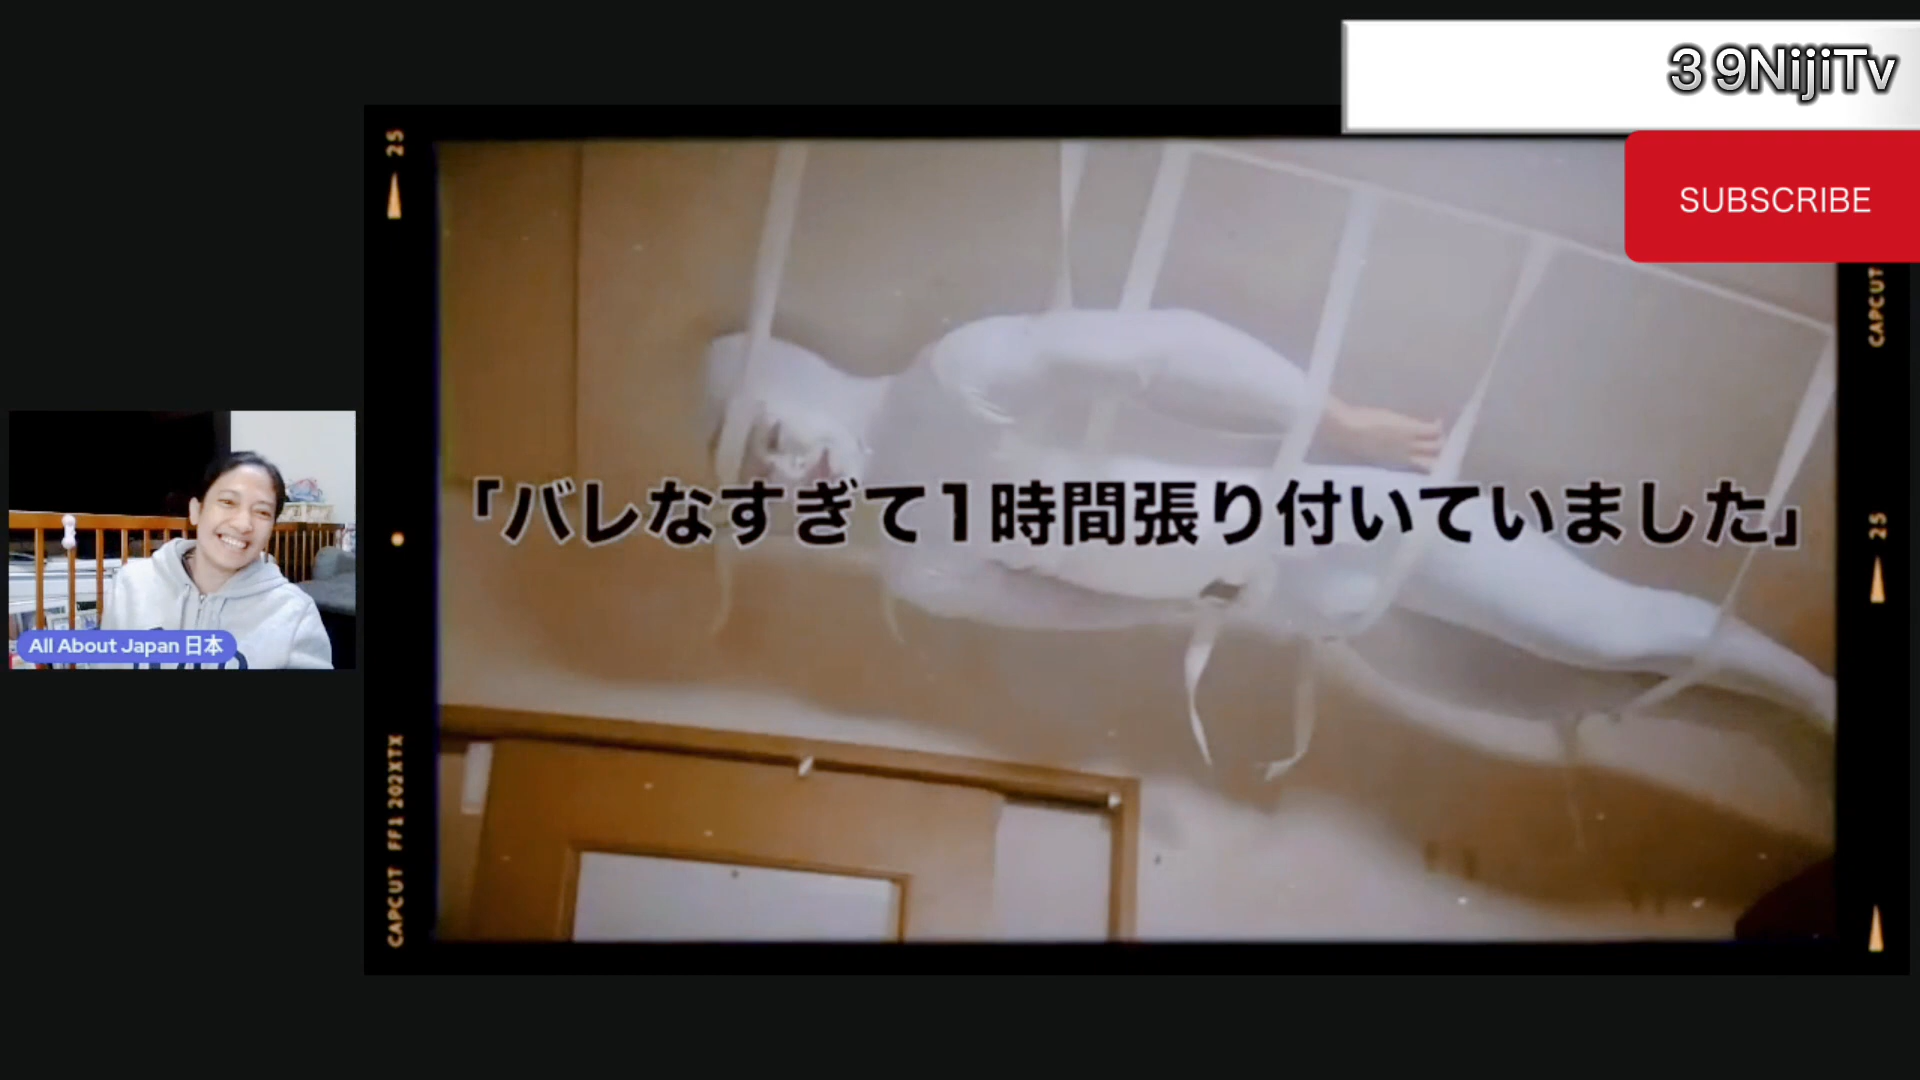 3 9NijiTv
SUBSCRIBE
25
CAPCUT
「バレなすぎて1時間張り付いていました」
25
All About Japan 日本
CAPCUT FF1 202XTX